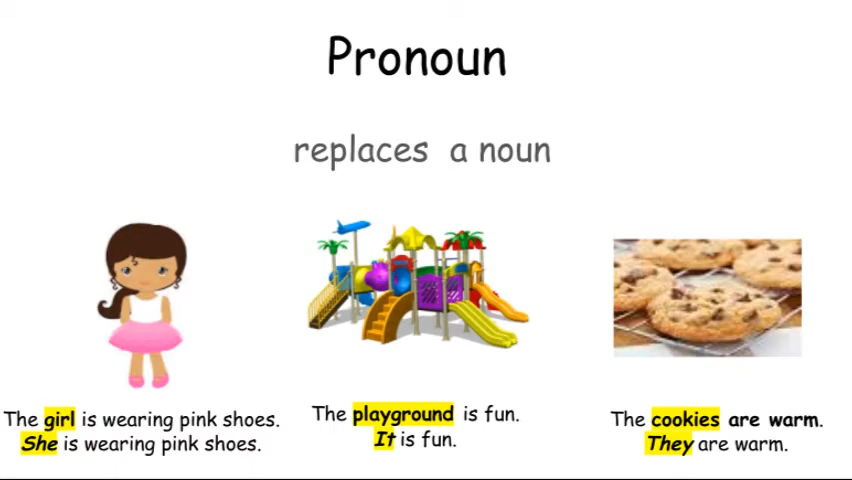 Pronoun
replaces a noun
The girl is wearing pink shoes.
She is wearing pink shoes.
The playground is fun.
It is fun.
The cookies are warm.
They are warm.